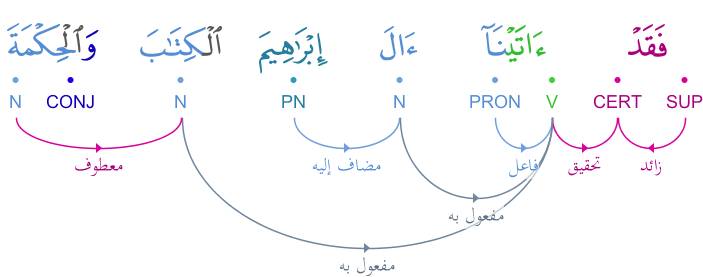 فَقَدْ ءَاتَيْنَآ ءَالَ إِبْرَٰهِيمَ ٱلْكِتَٰبَ وَٱلْحِكْمَةَ
N CONJ N PN N PRON V CERT SUP
معطوف مضاف إليه فاعل تحقيق زائد
مفعول به
مفعول به